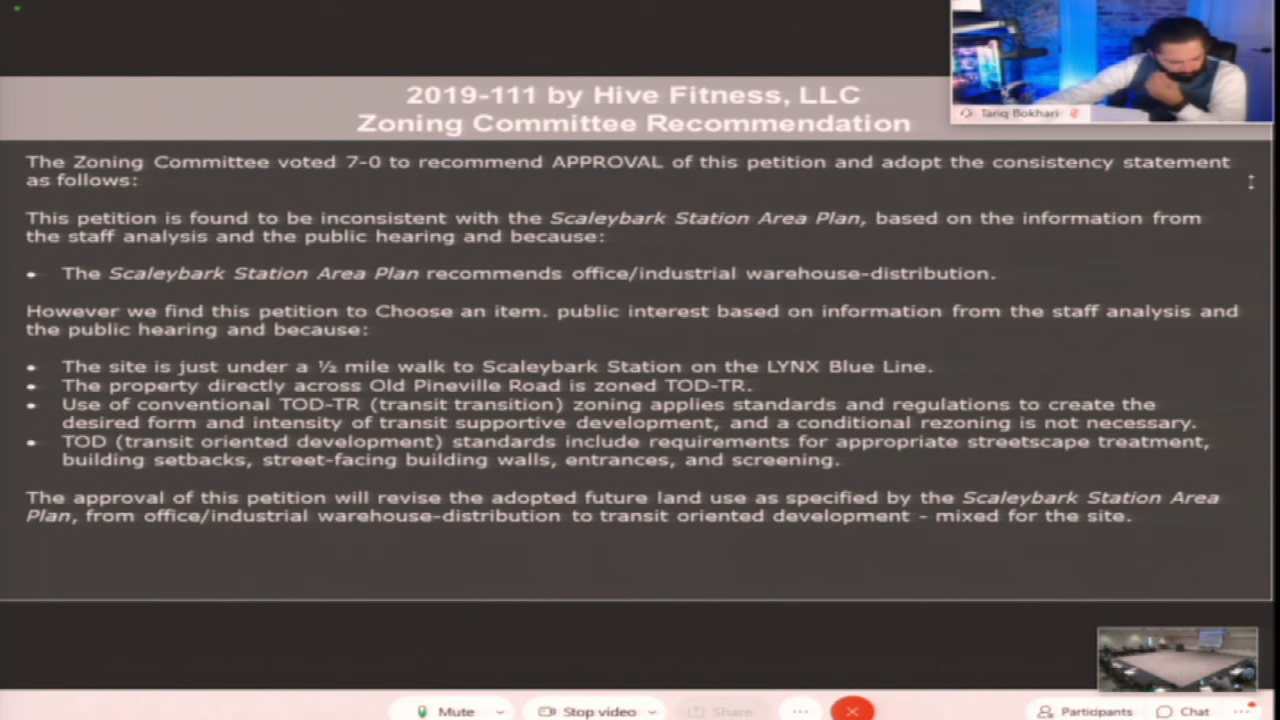 2019-111 by Hive Fitness, LLC
Zoning Committee Recommendation
Tariq Bokhari
The Zoning Committee voted 7-0 to recommend APPROVAL of this petition and adopt the consistency statement
as follows:
This petition is found to be inconsistent with the Scaleybark Station Area Plan, based on the information from
the staff analysis and the public hearing and because:
• The Scaleybark Station Area Plan recommends office/industrial warehouse-distribution.
However we find this petition to Choose an item. public interest based on information from the staff analysis and
the public hearing and because:
• The site is just under a ½ mile walk to Scaleybark Station on the LYNX Blue Line.
• The property directly across Old Pineville Road is zoned TOD-TR.
• Use of conventional TOD-TR (transit transition) zoning applies standards and regulations to create the
desired form and intensity of transit supportive development, and a conditional rezoning is not necessary.
• TOD (transit oriented development) standards include requirements for appropriate streetscape treatment,
building setbacks, street-facing building walls, entrances, and screening.
The approval of this petition will revise the adopted future land use as specified by the Scaleybark Station Area
Plan, from office/industrial warehouse-distribution to transit oriented development - mixed for the site.
Mute Stop video Share Participants Chat